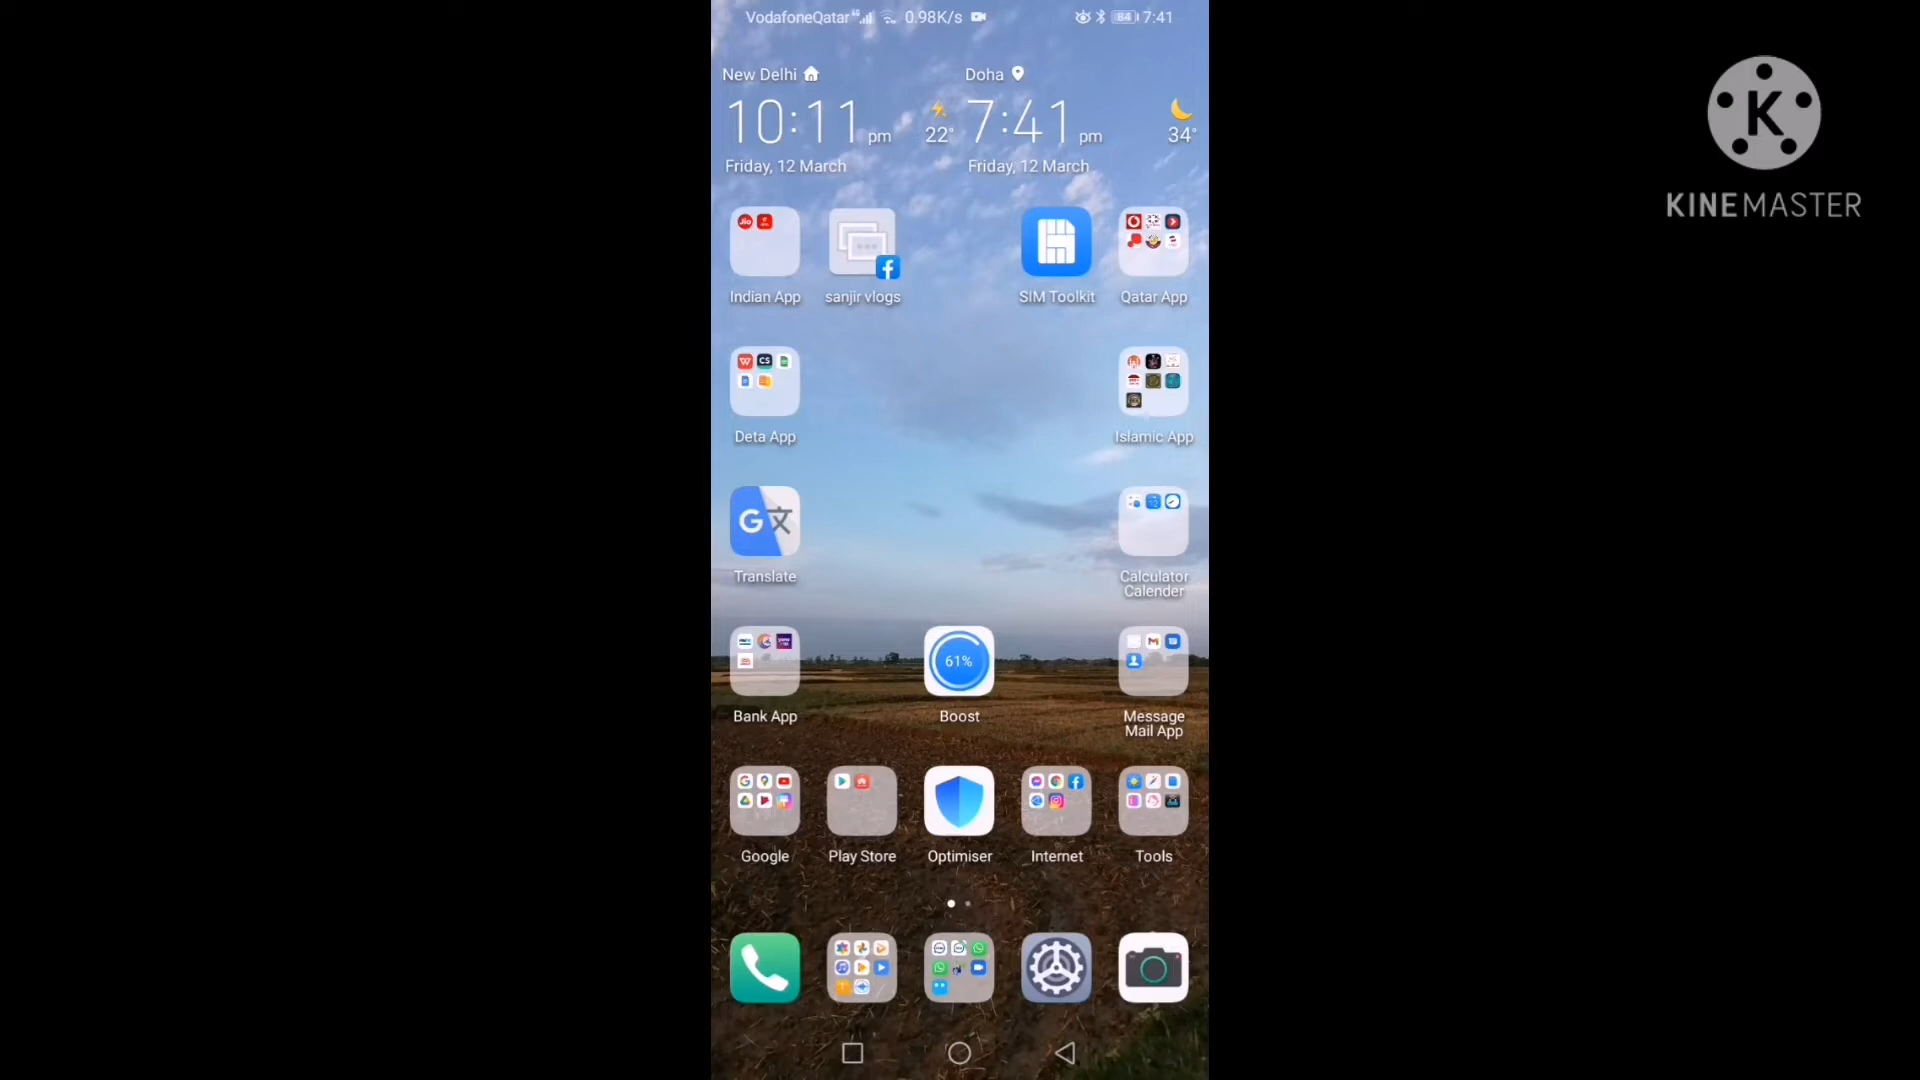 VodafoneQatar 4G 0.98K/s 84 7:41
New Delhi Doha
10:11 pm 22° 7:41 pm 34°
Friday, 12 March Friday, 12 March
KINEMASTER
Indian App sanjir vlogs SIM Toolkit Qatar App
Deta App Islamic App
Translate Calculator
Calender
61%
Bank App Boost Message
Mail App
Google Play Store Optimiser Internet Tools